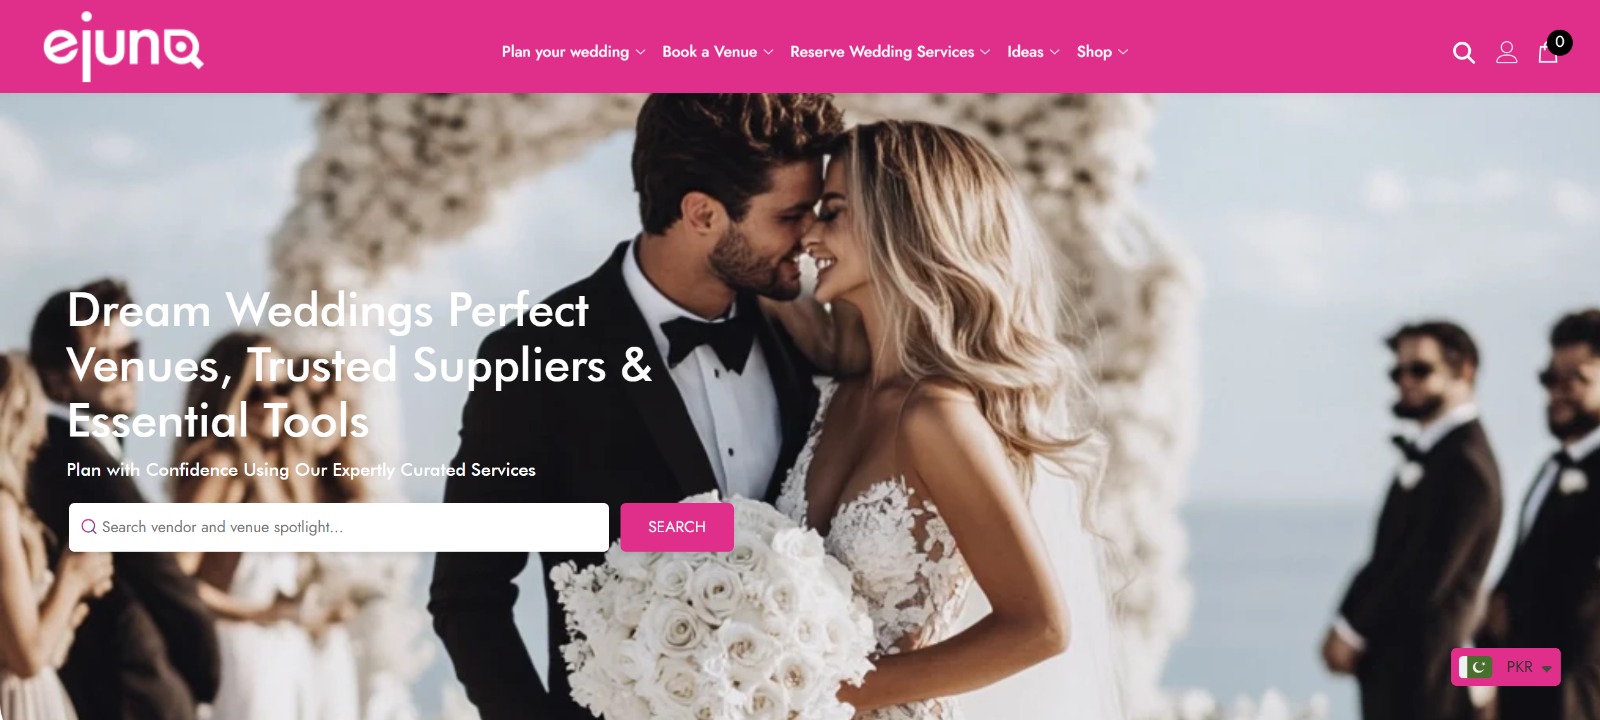 ejunq
Plan your wedding
Book a Venue
Reserve Wedding Services
Ideas
Shop
0
Dream Weddings Perfect
Venues, Trusted Suppliers &
Essential Tools
Plan with Confidence Using Our Expertly Curated Services
Search vendor and venue spotlight...
SEARCH
PKR